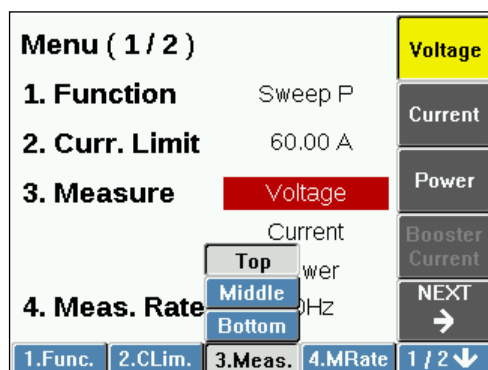 Menu ( 1 / 2 )
Voltage
1. Function Sweep P
Current
2. Curr. Limit 60.00 A
3. Measure Voltage
Power
Current
Booster
Current
Top
Middle
NEXT
4. Meas. Rate
Bottom
1.Func. 2.CLim. 3.Meas. 4.MRate 1 / 2